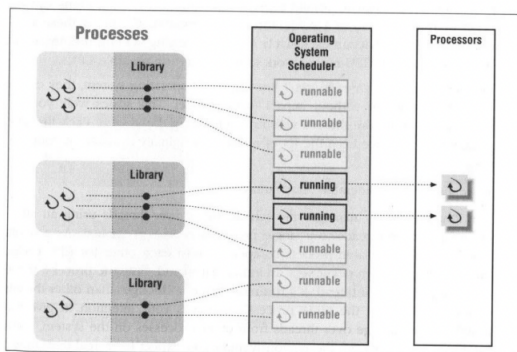 Processes
Operating
System
Scheduler
Processors
Library
runnable
runnable
runnable
Library
running
running
runnable
Library
runnable
runnable